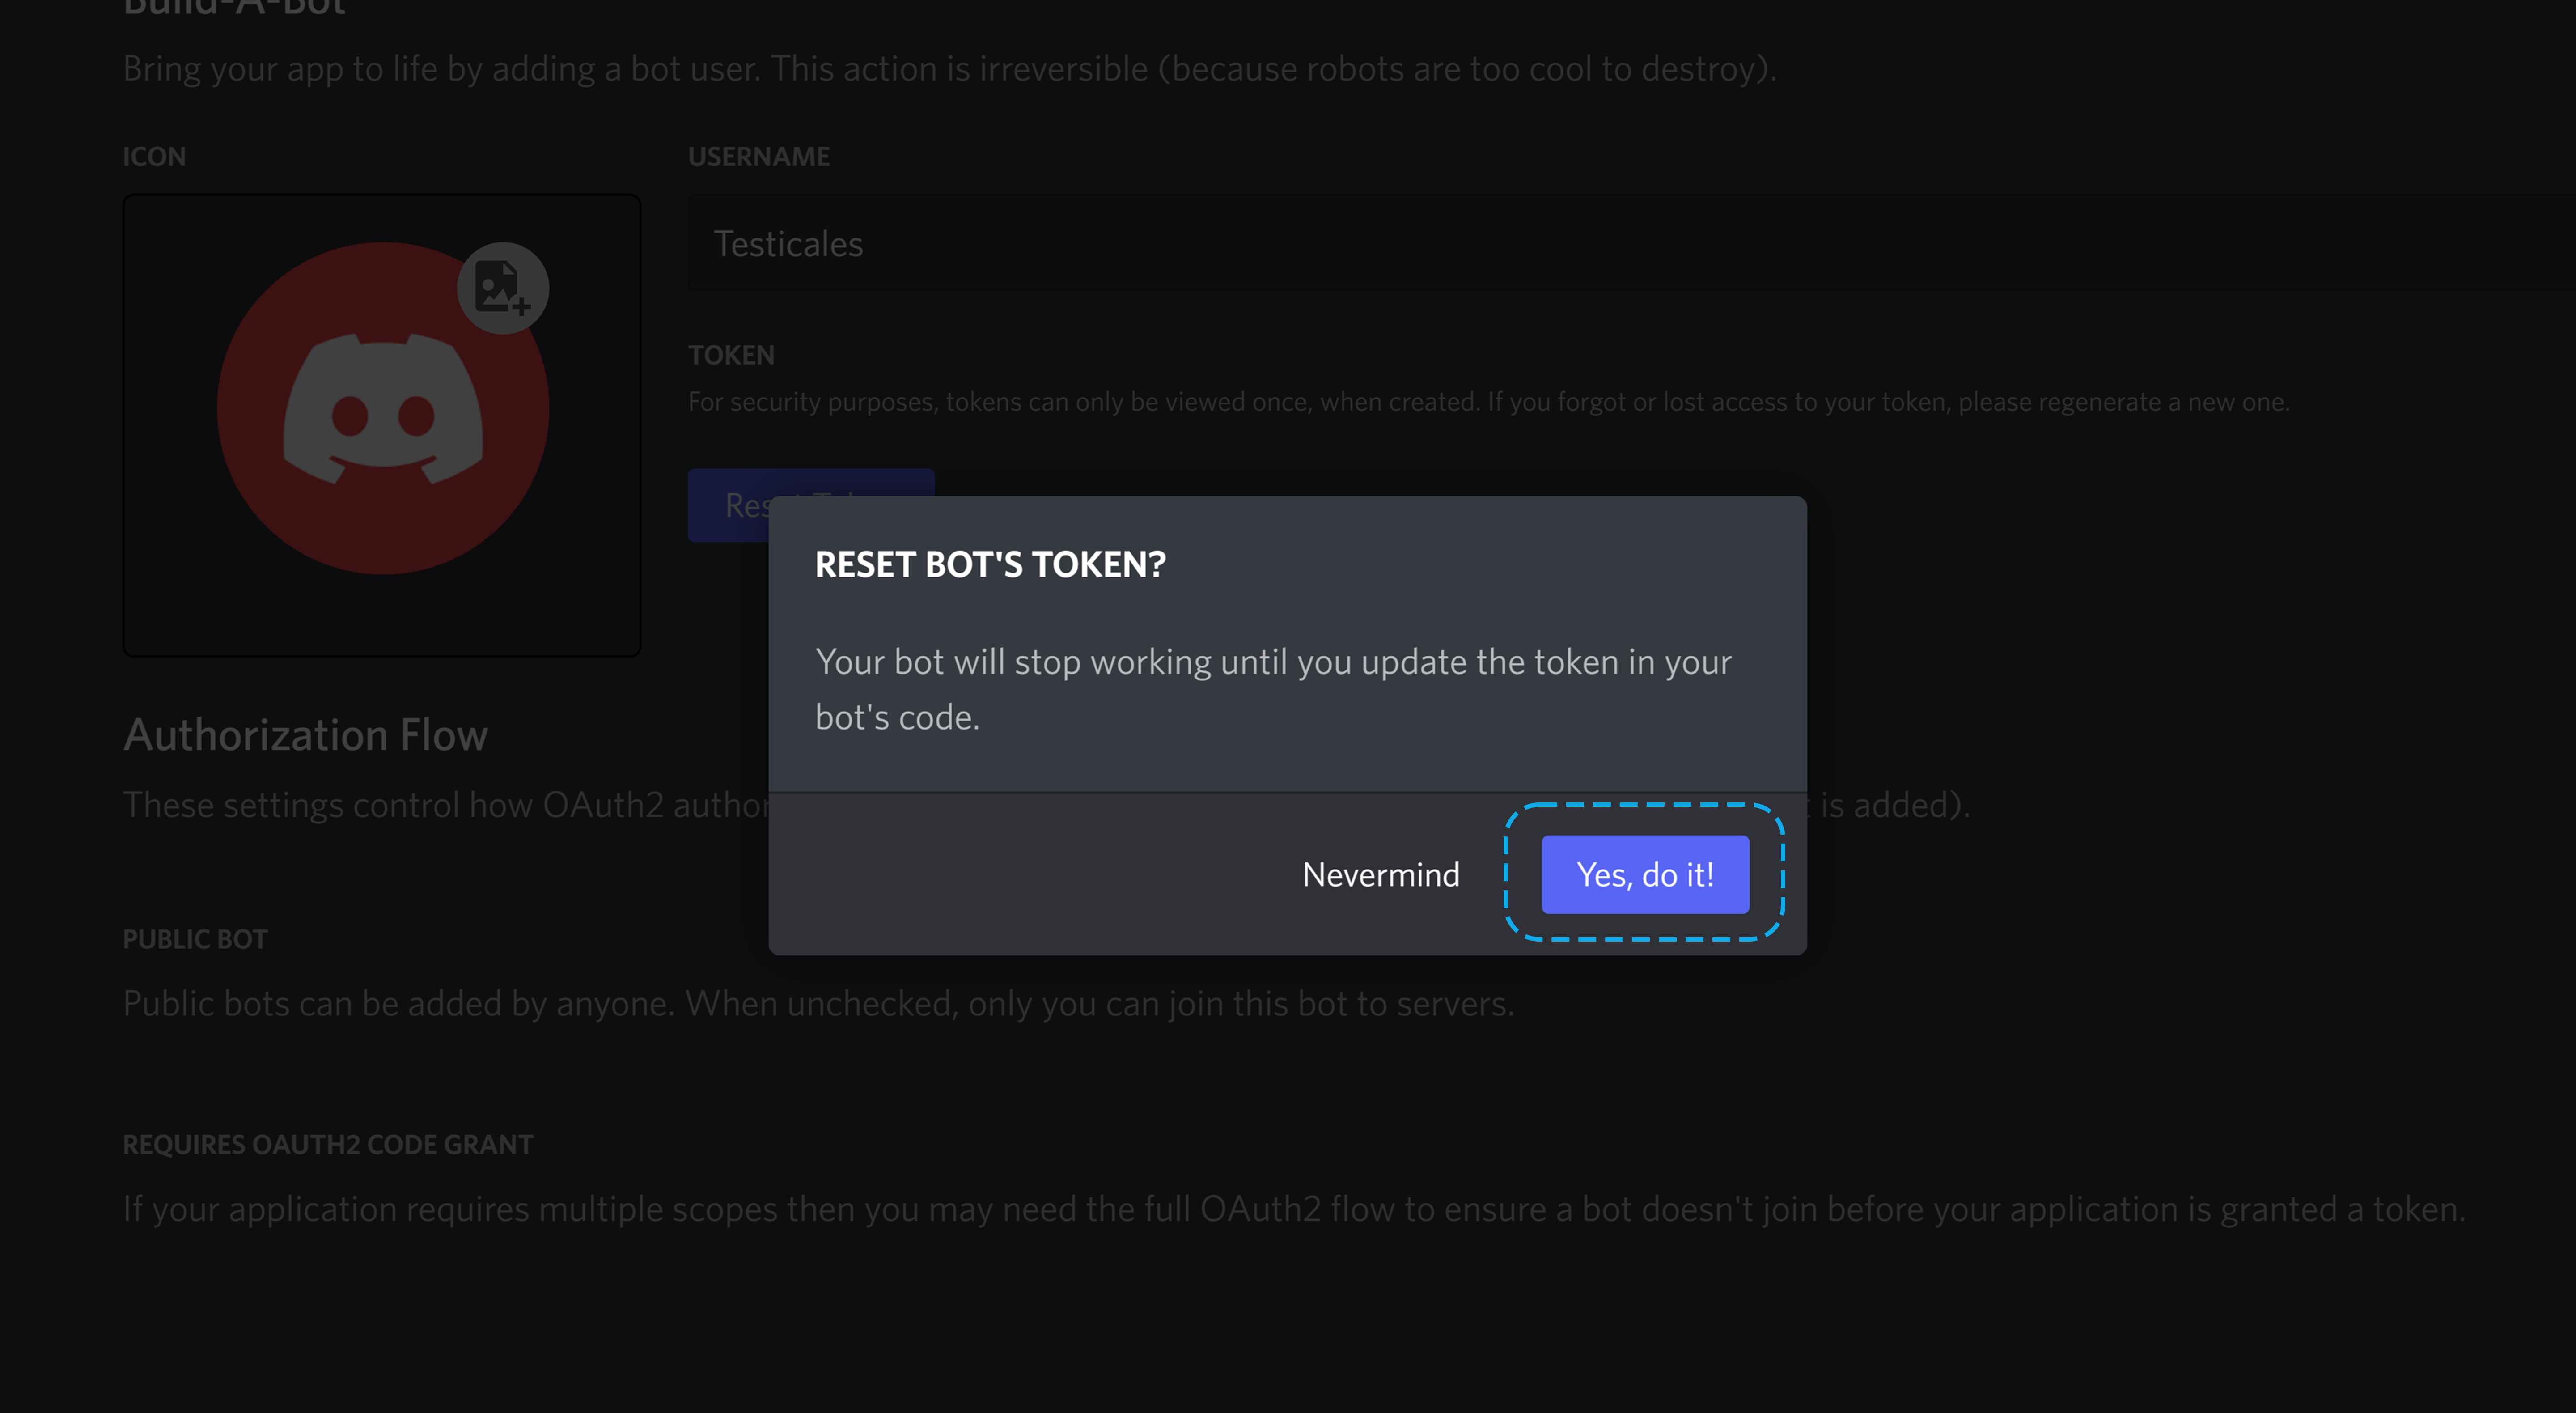 Build-A-Bot
Bring your app to life by adding a bot user. This action is irreversible (because robots are too cool to destroy).
ICON
USERNAME
Testicales
TOKEN
For security purposes, tokens can only be viewed once, when created. If you forgot or lost access to your token, please regenerate a new one.
RESET BOT'S TOKEN?
Your bot will stop working until you update the token in your
bot's code.
Nevermind
Yes, do it!
Authorization Flow
These settings control how OAuth2
is added).
PUBLIC BOT
Public bots can be added by anyone. When unchecked, only you can join this bot to servers.
REQUIRES OAUTH2 CODE GRANT
If your application requires multiple scopes then you may need the full OAuth2 flow to ensure a bot doesn't join before your application is granted a token.